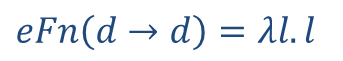 eFn(d → d) = λl. l